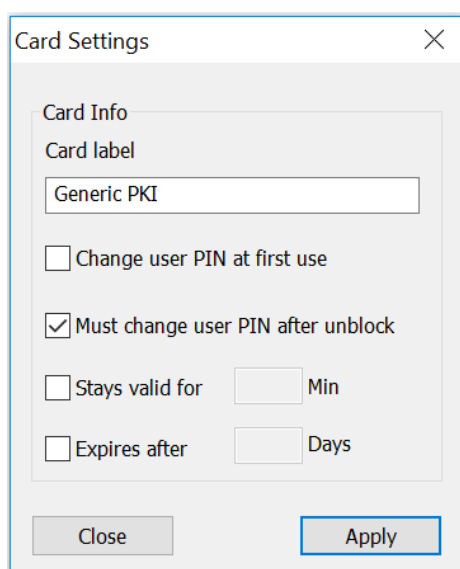 Card Settings
Card Info
Card label
Generic PKI
Change user PIN at first use
Must change user PIN after unblock
Stays valid for Min
Expires after Days
Close Apply